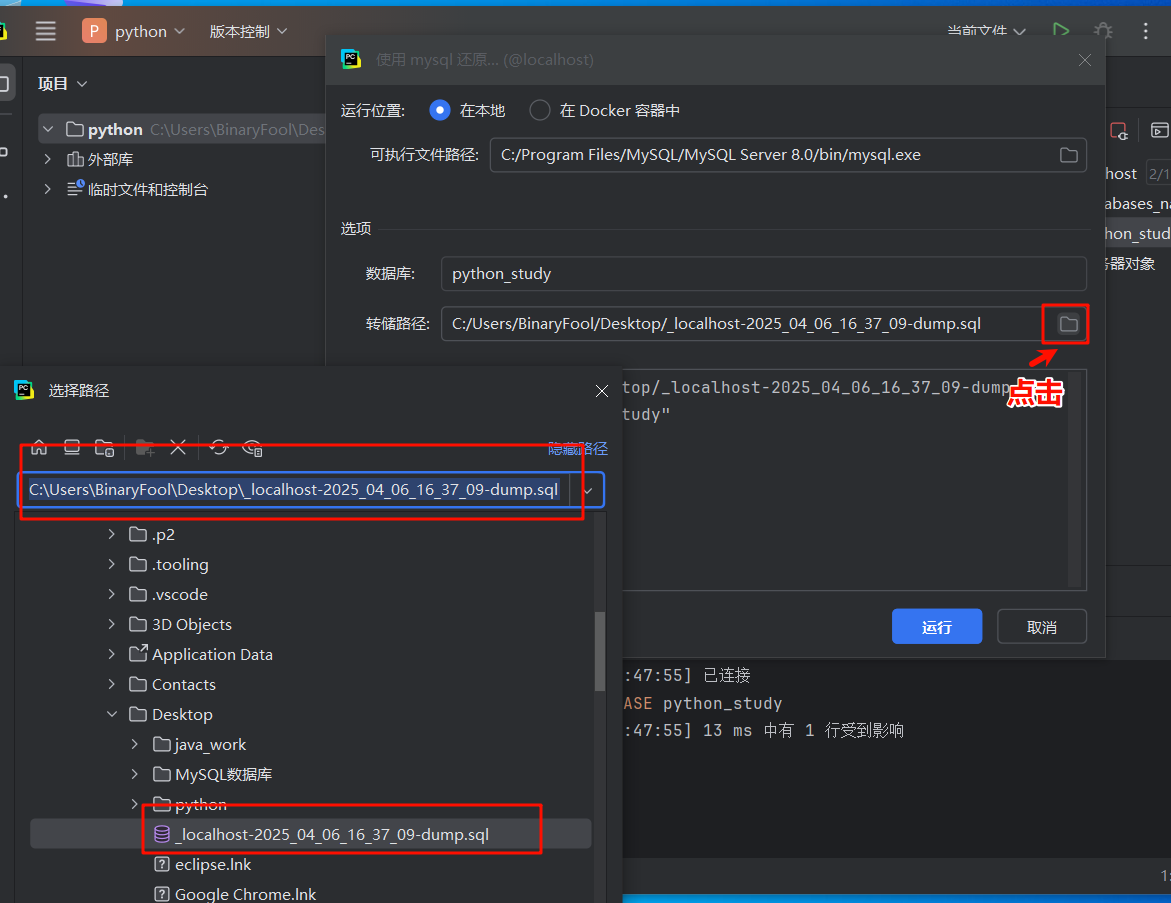 P python 版本控制 当前文件
项目
python C:\Users\BinaryFool\Des
外部库
临时文件和控制台
PC 使用 mysql 还原... (@localhost)
运行位置: 在本地 在 Docker 容器中
可执行文件路径: C:/Program Files/MySQL/MySQL Server 8.0/bin/mysql.exe
选项
数据库: python_study
转储路径: C:/Users/BinaryFool/Desktop/_localhost-2025_04_06_16_37_09-dump.sql
点击
top/_localhost-2025_04_06_16_37_09-dump
tudy"
运行 取消
host 2/1
abases_na
hon_stud
务器对象
PC 选择路径
隐藏路径
C:\Users\BinaryFool\Desktop\_localhost-2025_04_06_16_37_09-dump.sql
.p2
.tooling
.vscode
3D Objects
Application Data
Contacts
Desktop
java_work
MySQL数据库
python
_localhost-2025_04_06_16_37_09-dump.sql
eclipse.lnk
Google Chrome.lnk
:47:55] 已连接
ASE python_study
:47:55] 13 ms 中有 1 行受到影响
1: